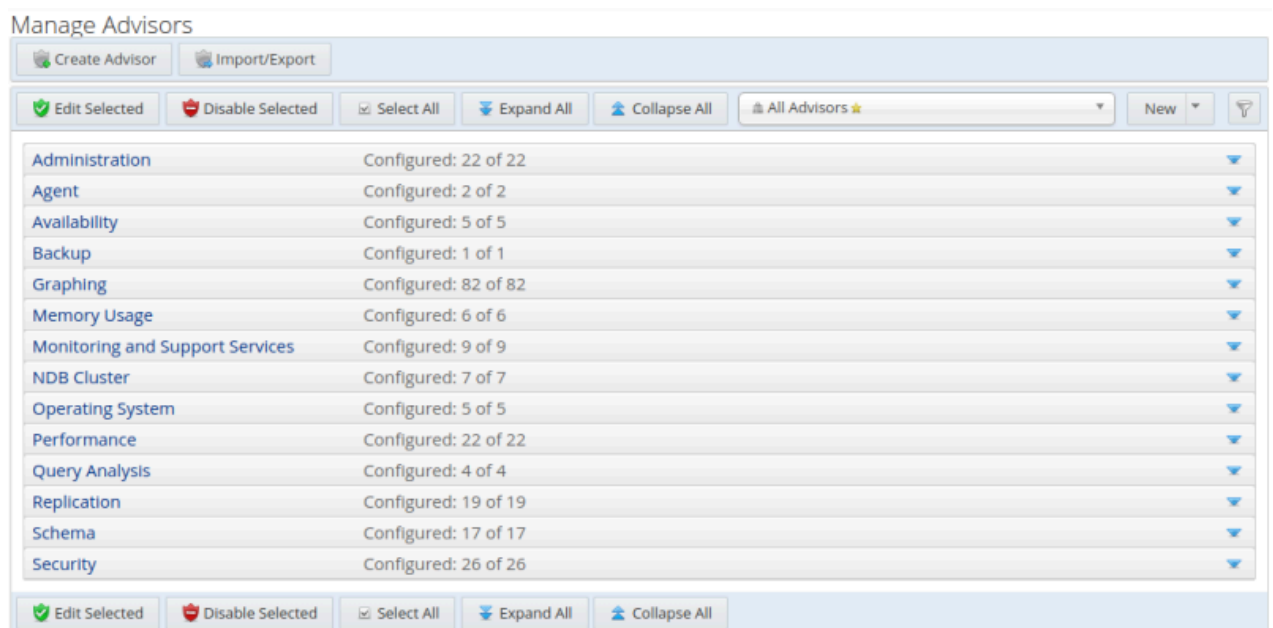 Manage Advisors
Create Advisor Import/Export
Edit Selected Disable Selected Select All Expand All Collapse All All Advisors New
Administration Configured: 22 of 22
Agent Configured: 2 of 2
Availability Configured: 5 of 5
Backup Configured: 1 of 1
Graphing Configured: 82 of 82
Memory Usage Configured: 6 of 6
Monitoring and Support Services Configured: 9 of 9
NDB Cluster Configured: 7 of 7
Operating System Configured: 5 of 5
Performance Configured: 22 of 22
Query Analysis Configured: 4 of 4
Replication Configured: 19 of 19
Schema Configured: 17 of 17
Security Configured: 26 of 26
Edit Selected Disable Selected Select All Expand All Collapse All